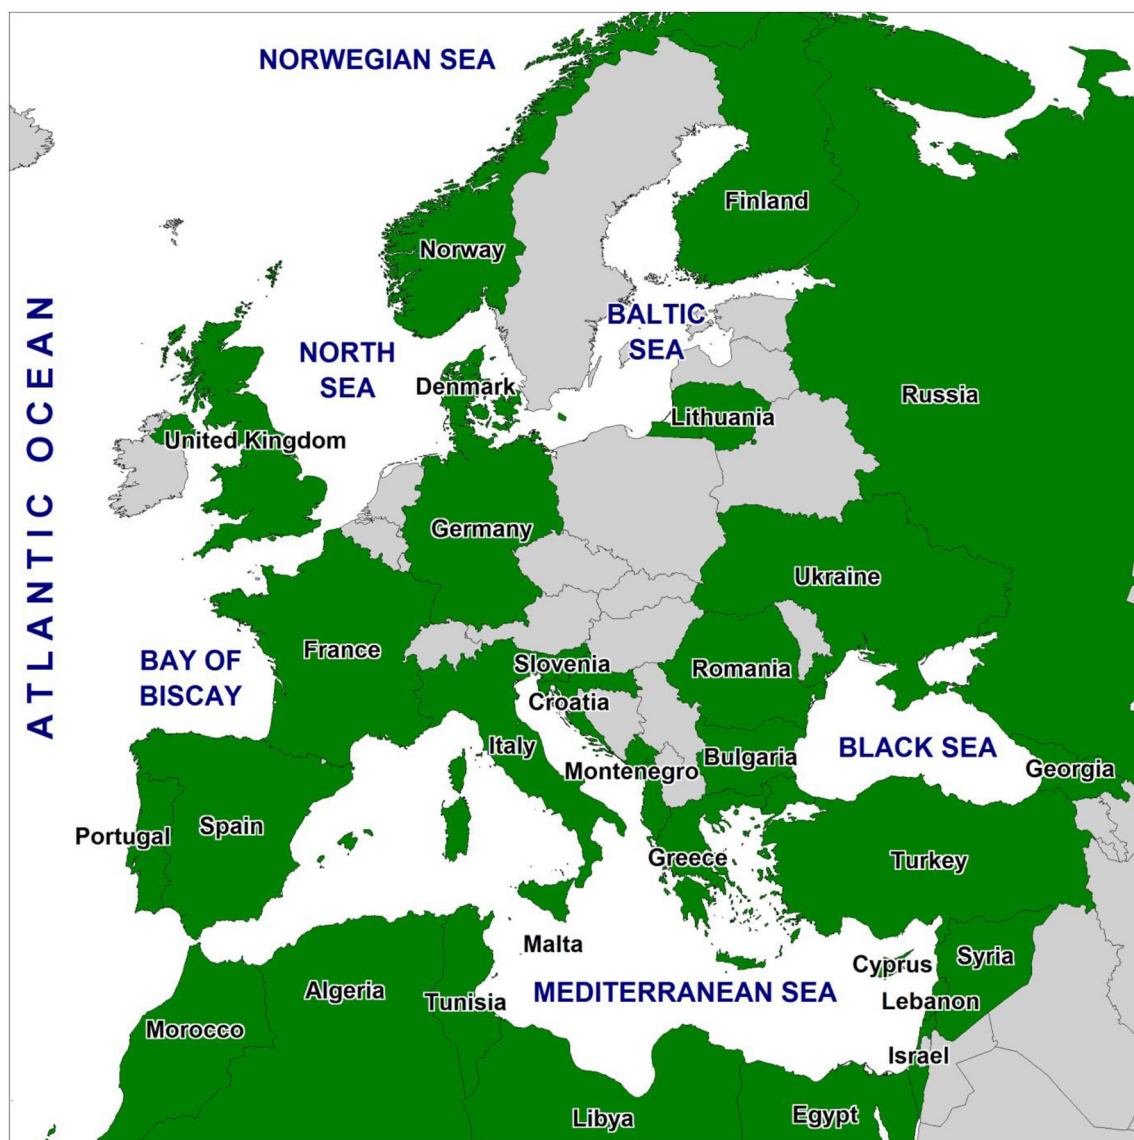 NORWEGIAN SEA
Finland
Norway
ATLANTIC OCEAN
BALTIC
SEA
NORTH
SEA
Denmark
Russia
Lithuania
United Kingdom
Germany
Ukraine
France
BAY OF
BISCAY
Slovenia
Romania
Croatia
Italy
BLACK SEA
Bulgaria
Montenegro
Georgia
Portugal
Spain
Greece
Turkey
Malta
Syria
Cyprus
Algeria
MEDITERRANEAN SEA
Tunisia
Lebanon
Morocco
Israel
Libya
Egypt